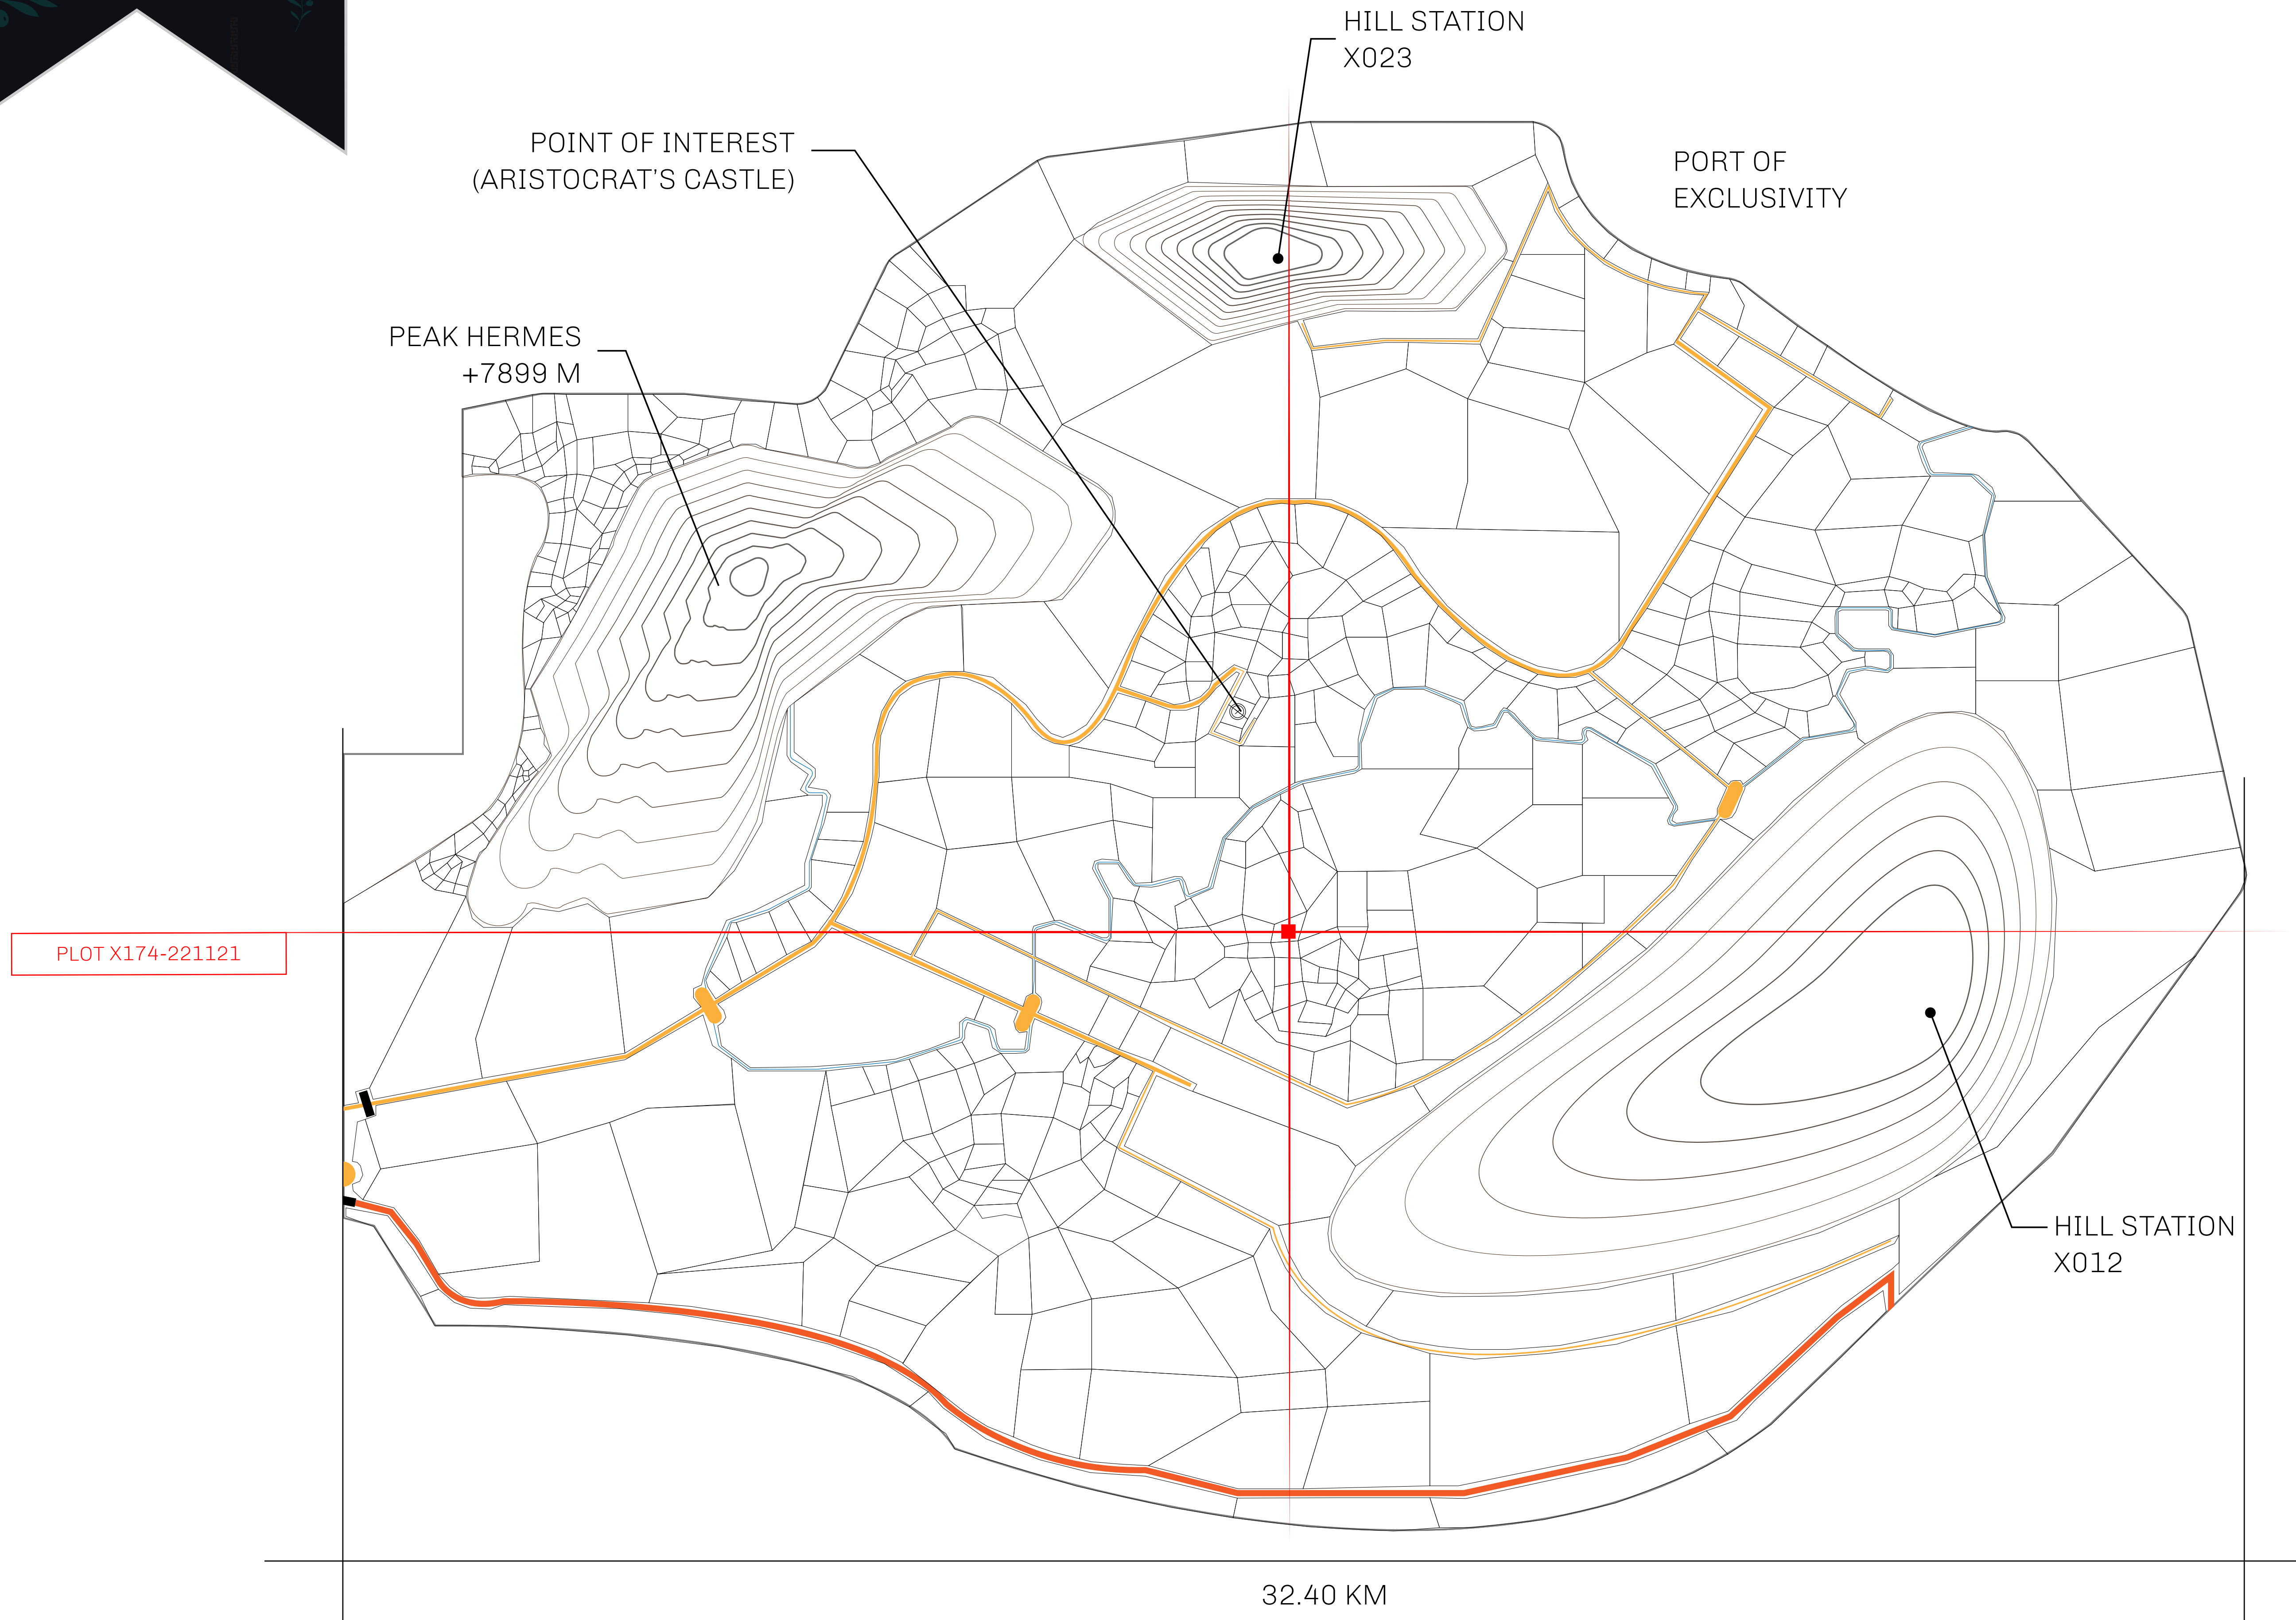 HILL STATION
X023
POINT OF INTEREST
(ARISTOCRAT'S CASTLE)
PORT OF
EXCLUSIVITY
PEAK HERMES
+7899 M
PLOT X174-221121
HILL STATION
X012
32.40 KM